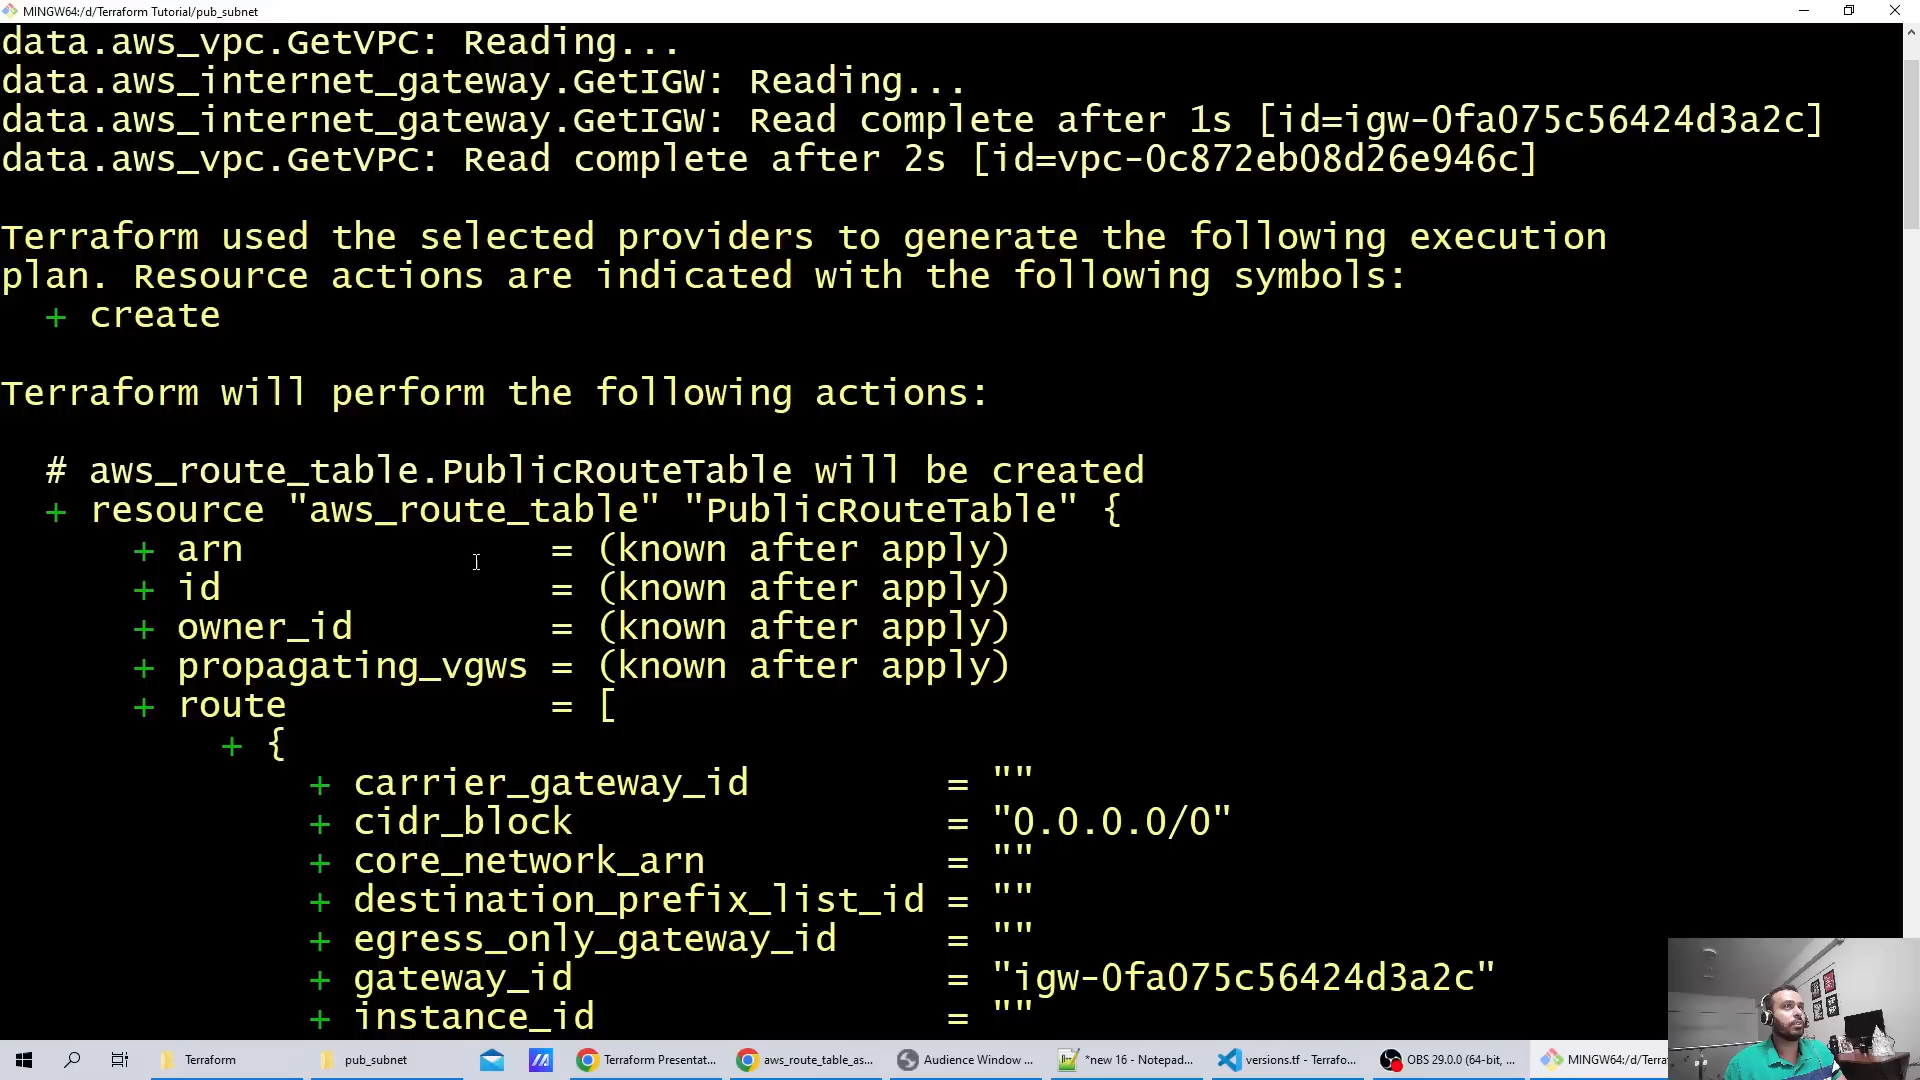 MINGW64:/d/Terraform Tutorial/pub_subnet
data.aws_vpc.GetVPC: Reading...
data.aws_internet_gateway.GetIGW: Reading...
data.aws_internet_gateway.GetIGW: Read complete after 1s [id=igw-0fa075c56424d3a2c]
data.aws_vpc.GetVPC: Read complete after 2s [id=vpc-0c872eb08d26e946c]
Terraform used the selected providers to generate the following execution
plan. Resource actions are indicated with the following symbols:
+ create
Terraform will perform the following actions:
# aws_route_table.PublicRouteTable will be created
+ resource "aws_route_table" "PublicRouteTable" {
+ arn = (known after apply)
+ id = (known after apply)
+ owner_id = (known after apply)
+ propagating_vgws = (known after apply)
+ route = [
+ {
+ carrier_gateway_id = ""
+ cidr_block = "0.0.0.0/0"
+ core_network_arn = ""
+ destination_prefix_list_id = ""
+ egress_only_gateway_id = ""
+ gateway_id = "igw-0fa075c56424d3a2c"
+ instance_id = ""
Terraform pub_subnet Terraform Presentat... aws_route_table_as... Audience Window ... *new 16 - Notepad... versions.tf - Terrafo... OBS 29.0.0 (64-bit, ... MINGW64:/d/Terra